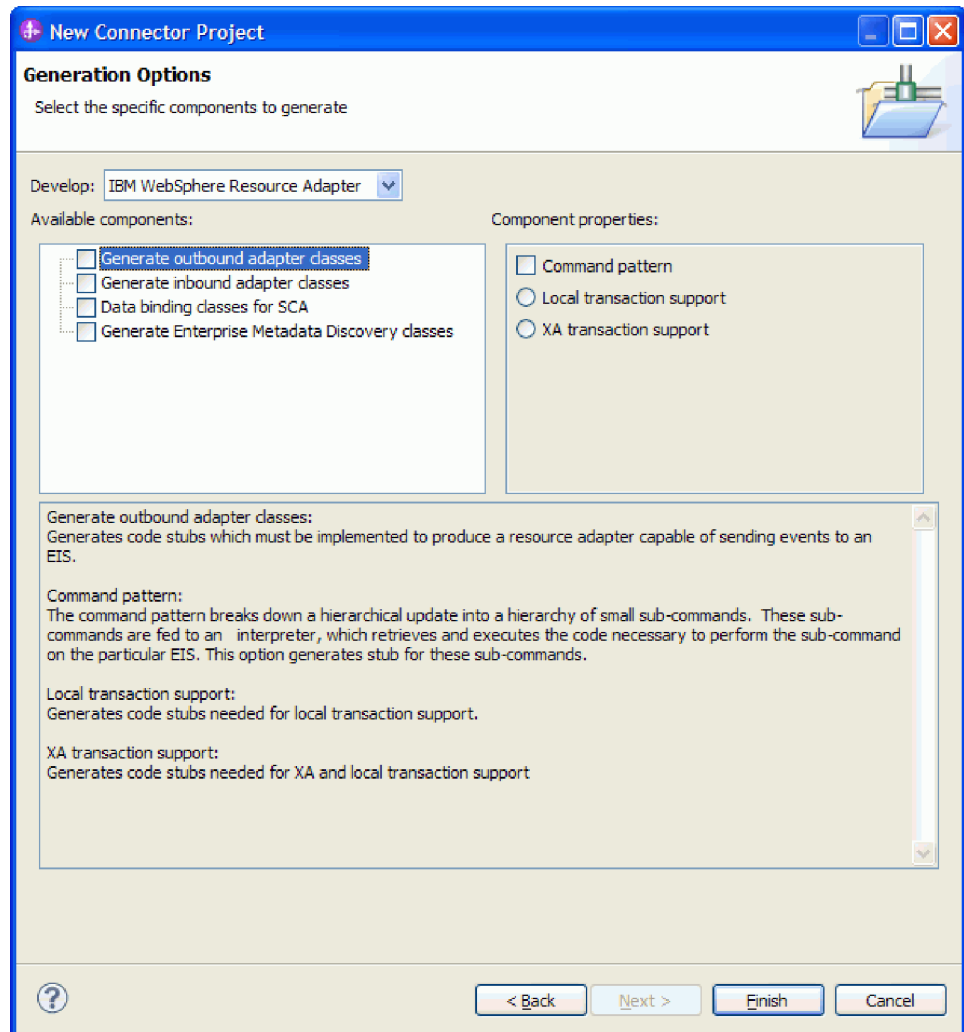 New Connector Project
Generation Options
Select the specific components to generate
Develop: IBM WebSphere Resource Adapter
Available components:
Generate outbound adapter classes
Generate inbound adapter classes
Data binding classes for SCA
Generate Enterprise Metadata Discovery classes
Component properties:
Command pattern
Local transaction support
XA transaction support
Generate outbound adapter classes:
Generates code stubs which must be implemented to produce a resource adapter capable of sending events to an
EIS.
Command pattern:
The command pattern breaks down a hierarchical update into a hierarchy of small sub-commands. These sub-
commands are fed to an interpreter, which retrieves and executes the code necessary to perform the sub-command
on the particular EIS. This option generates stub for these sub-commands.
Local transaction support:
Generates code stubs needed for local transaction support.
XA transaction support:
Generates code stubs needed for XA and local transaction support
? < Back Next > Finish Cancel